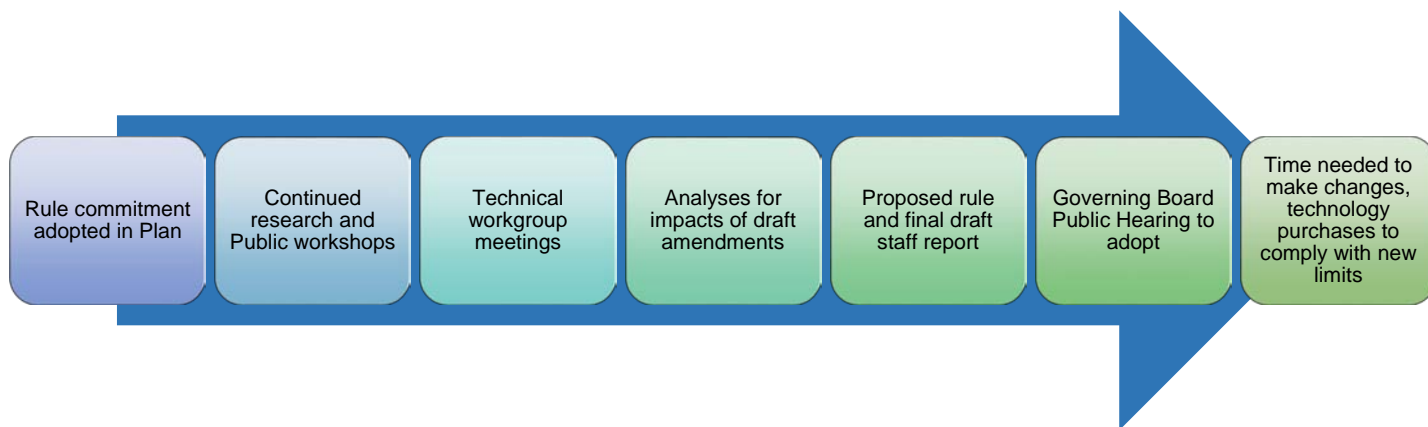 Rule commitment
adopted in Plan
Continued
research and
Public workshops
Technical
workgroup
meetings
Analyses for
impacts of draft
amendments
Proposed rule
and final draft
staff report
Governing Board
Public Hearing to
adopt
Time needed to
make changes,
technology
purchases to
comply with new
limits